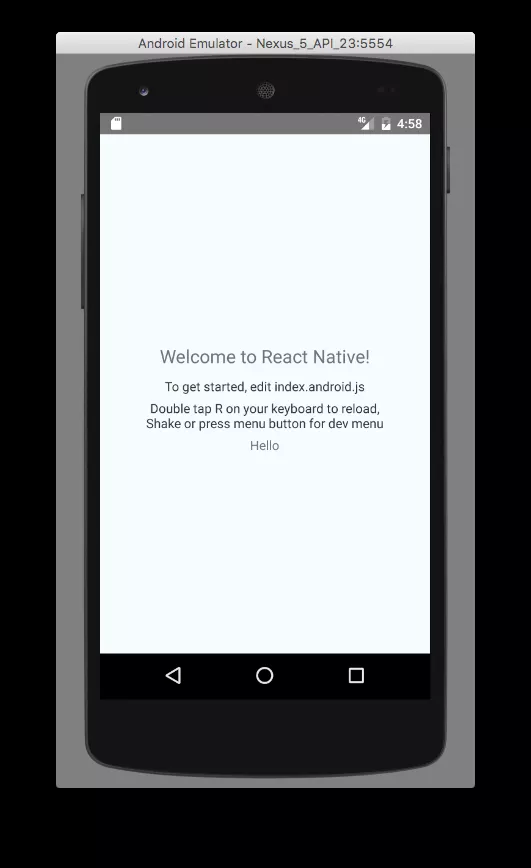 Android Emulator - Nexus_5_API_23:5554
4G 4:58
Welcome to React Native!
To get started, edit index.android.js
Double tap R on your keyboard to reload,
Shake or press menu button for dev menu
Hello